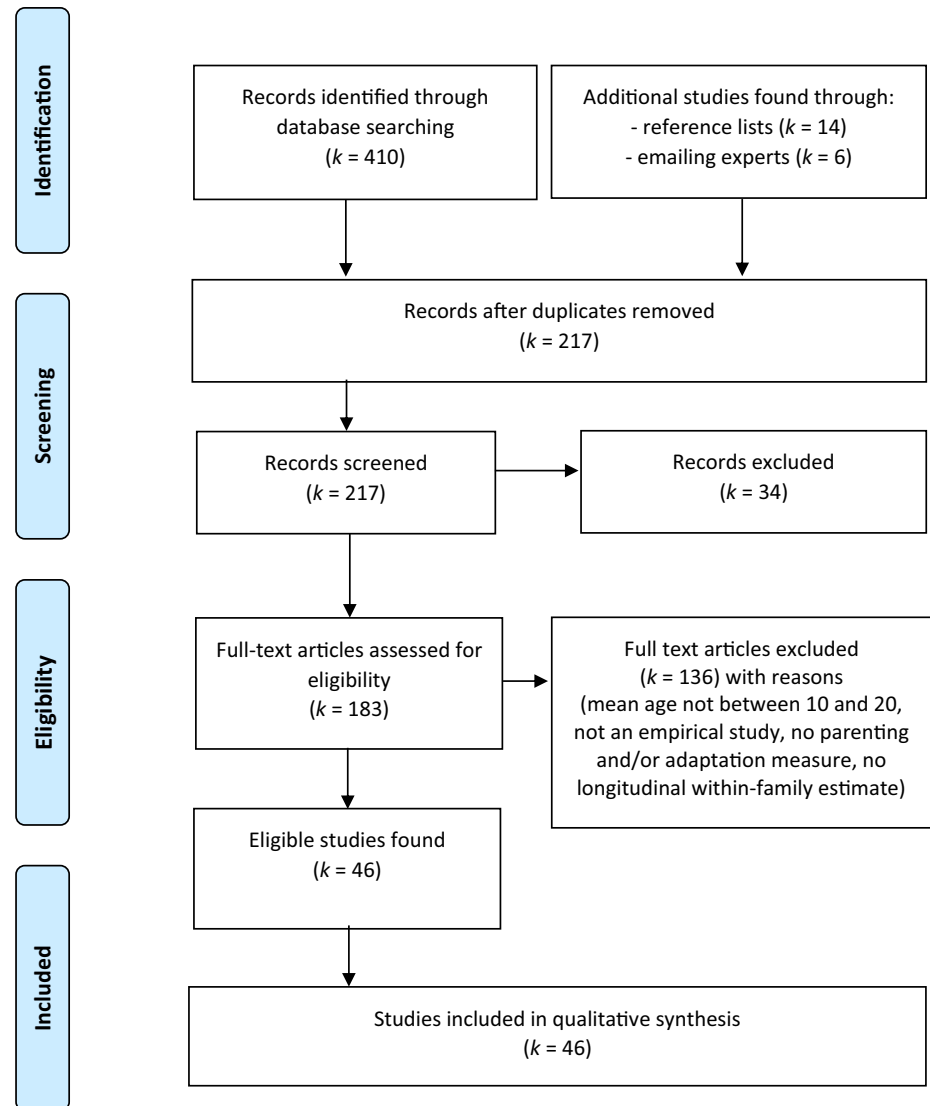 Identification
Records identified through
database searching
(k = 410)
Additional studies found through:
- reference lists (k = 14)
- emailing experts (k = 6)
Screening
Records after duplicates removed
(k = 217)
Records screened
(k = 217)
Records excluded
(k = 34)
Eligibility
Full-text articles assessed for
eligibility
(k = 183)
Full text articles excluded
(k = 136) with reasons
(mean age not between 10 and 20,
not an empirical study, no parenting
and/or adaptation measure, no
longitudinal within-family estimate)
Eligible studies found
(k = 46)
Included
Studies included in qualitative synthesis
(k = 46)